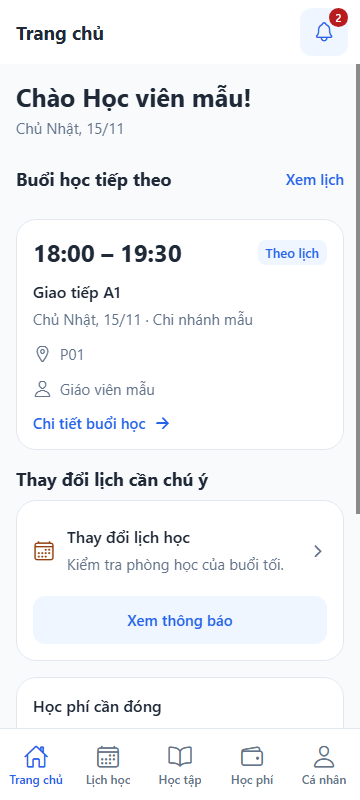 Trang chủ
2
Chào Học viên mẫu!
Chủ Nhật, 15/11
Buổi học tiếp theo
Xem lịch
18:00 – 19:30
Theo lịch
Giao tiếp A1
Chủ Nhật, 15/11 · Chi nhánh mẫu
P01
Giáo viên mẫu
Chi tiết buổi học
Thay đổi lịch cần chú ý
Thay đổi lịch học
Kiểm tra phòng học của buổi tối.
Xem thông báo
Học phí cần đóng
Trang chủ
Lịch học
Học tập
Học phí
Cá nhân